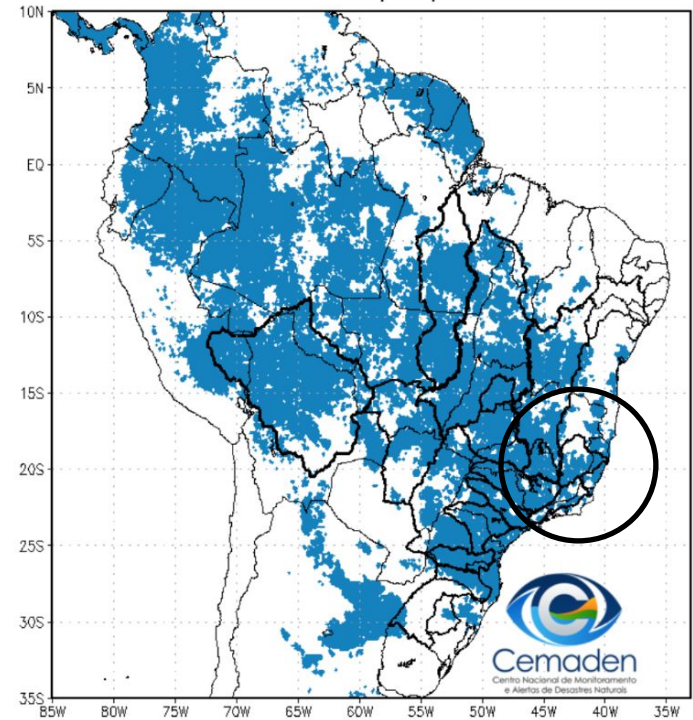 10N
5N
EQ
5S
10S
15S
20S
25S
30S
35S
85W 80W 75W 70W 65W 60W 55W 50W 45W 40W 35W
Cemaden
Centro Nacional de Monitoramento
e Alertas de Desastres Naturais